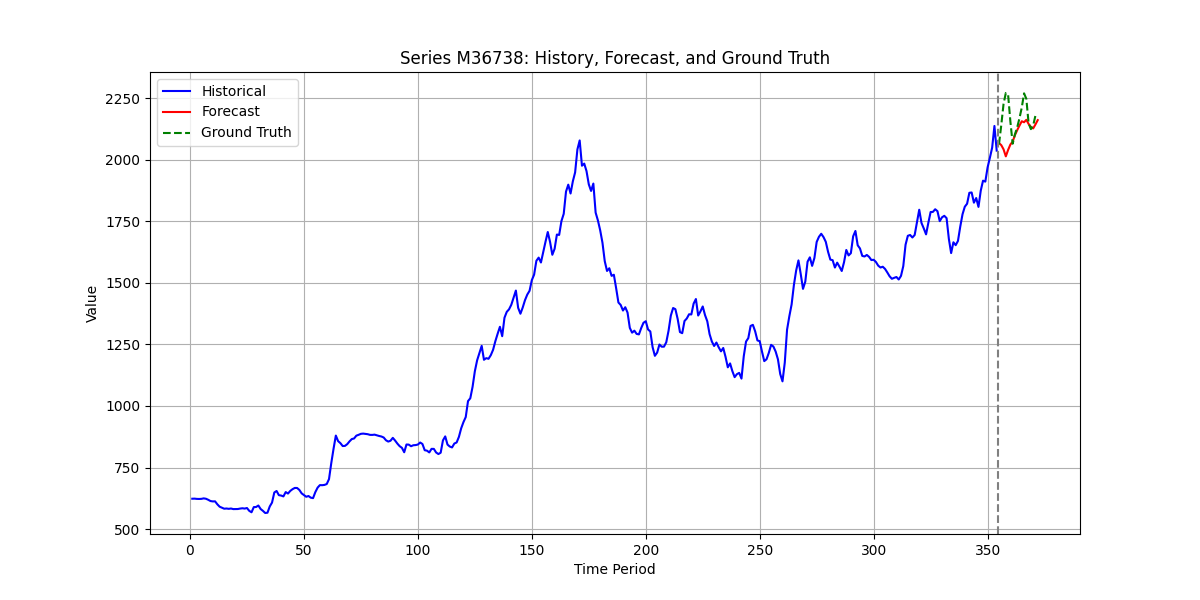 Series M36738: History, Forecast, and Ground Truth
Historical
Forecast
Ground Truth
2250
2000
1750
1500
1250
1000
750
500
Value
0 50 100 150 200 250 300 350
Time Period